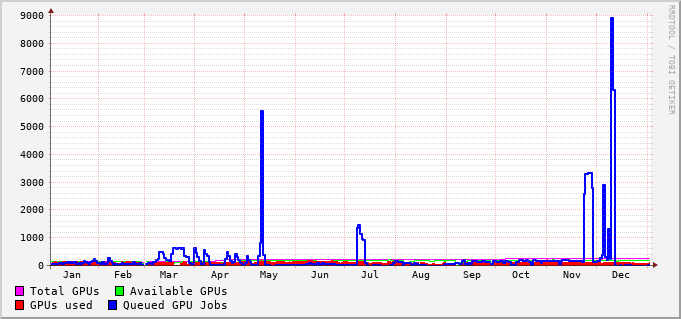 9000
8000
7000
6000
5000
4000
3000
2000
1000
0
Jan Feb Mar Apr May Jun Jul Aug Sep Oct Nov Dec
Total GPUs Available GPUs
GPUs used Queued GPU Jobs
RRDTOOL / TOBI OETIKER